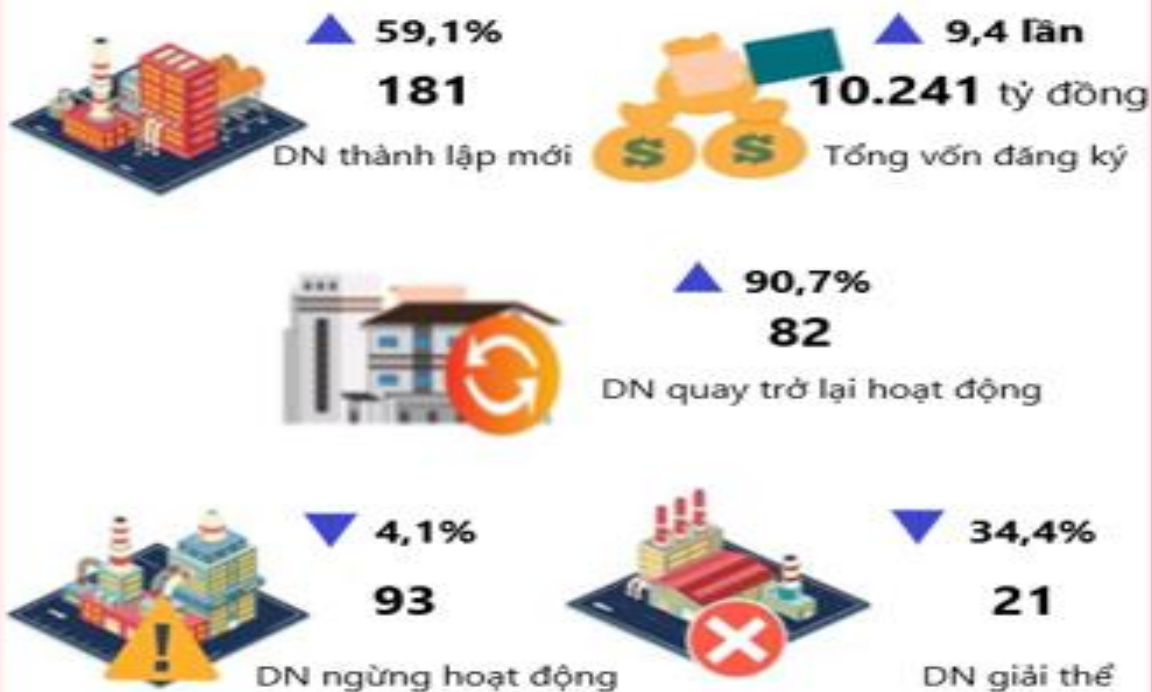 59,1%
181
DN thành lập mới
9,4 lần
10.241 tỷ đồng
Tổng vốn đăng ký
$ $
90,7%
82
DN quay trở lại hoạt động
4,1%
93
DN ngừng hoạt động
34,4%
21
DN giải thể